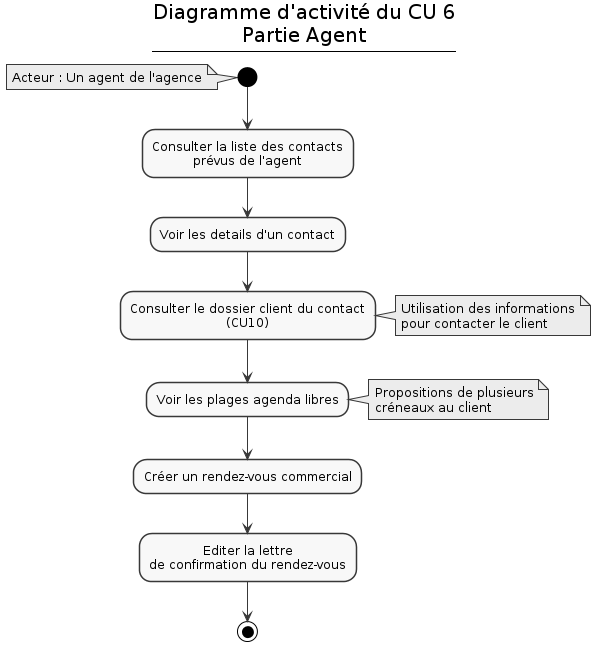 Diagramme d'activité du CU 6
Partie Agent
Acteur : Un agent de l'agence
Consulter la liste des contacts
prévus de l'agent
Voir les details d'un contact
Consulter le dossier client du contact
(CU10)
Utilisation des informations
pour contacter le client
Voir les plages agenda libres
Propositions de plusieurs
créneaux au client
Créer un rendez-vous commercial
Editer la lettre
de confirmation du rendez-vous